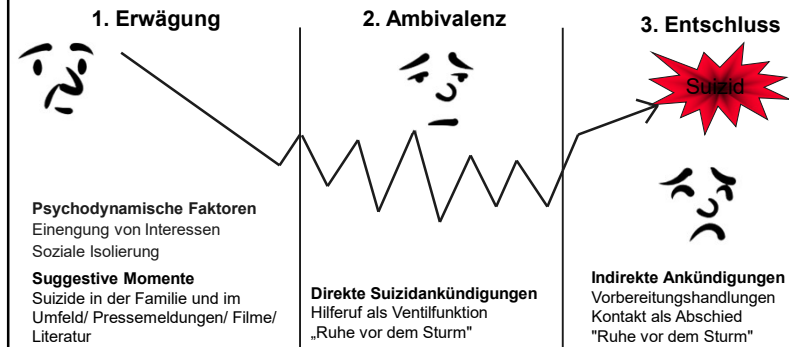 1. Erwägung
Psychodynamische Faktoren
Einengung von Interessen
Soziale Isolierung
Suggestive Momente
Suizide in der Familie und im
Umfeld/ Pressemeldungen/ Filme/
Literatur
2. Ambivalenz
Direkte Suizidankündigungen
Hilferuf als Ventilfunktion
„Ruhe vor dem Sturm"
3. Entschluss
Suizid
Indirekte Ankündigungen
Vorbereitungshandlungen
Kontakt als Abschied
"Ruhe vor dem Sturm"